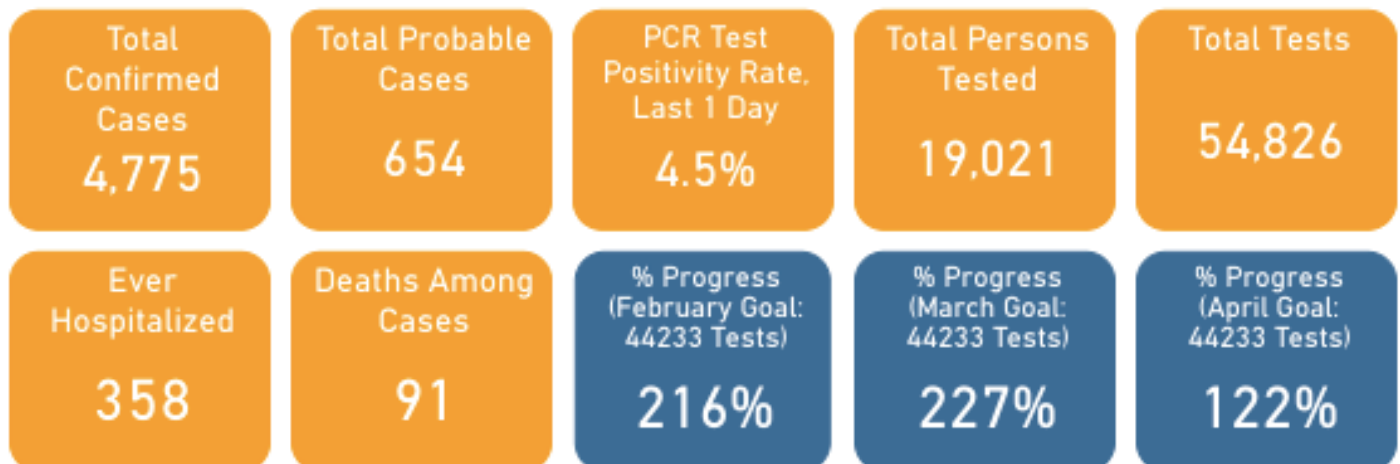 Total
Confirmed
Cases
4,775
Total Probable
Cases
654
PCR Test
Positivity Rate,
Last 1 Day
4.5%
Total Persons
Tested
19,021
Total Tests
54,826
Ever
Hospitalized
358
Deaths Among
Cases
91
% Progress
(February Goal:
44233 Tests)
216%
% Progress
(March Goal:
44233 Tests)
227%
% Progress
(April Goal:
44233 Tests)
122%